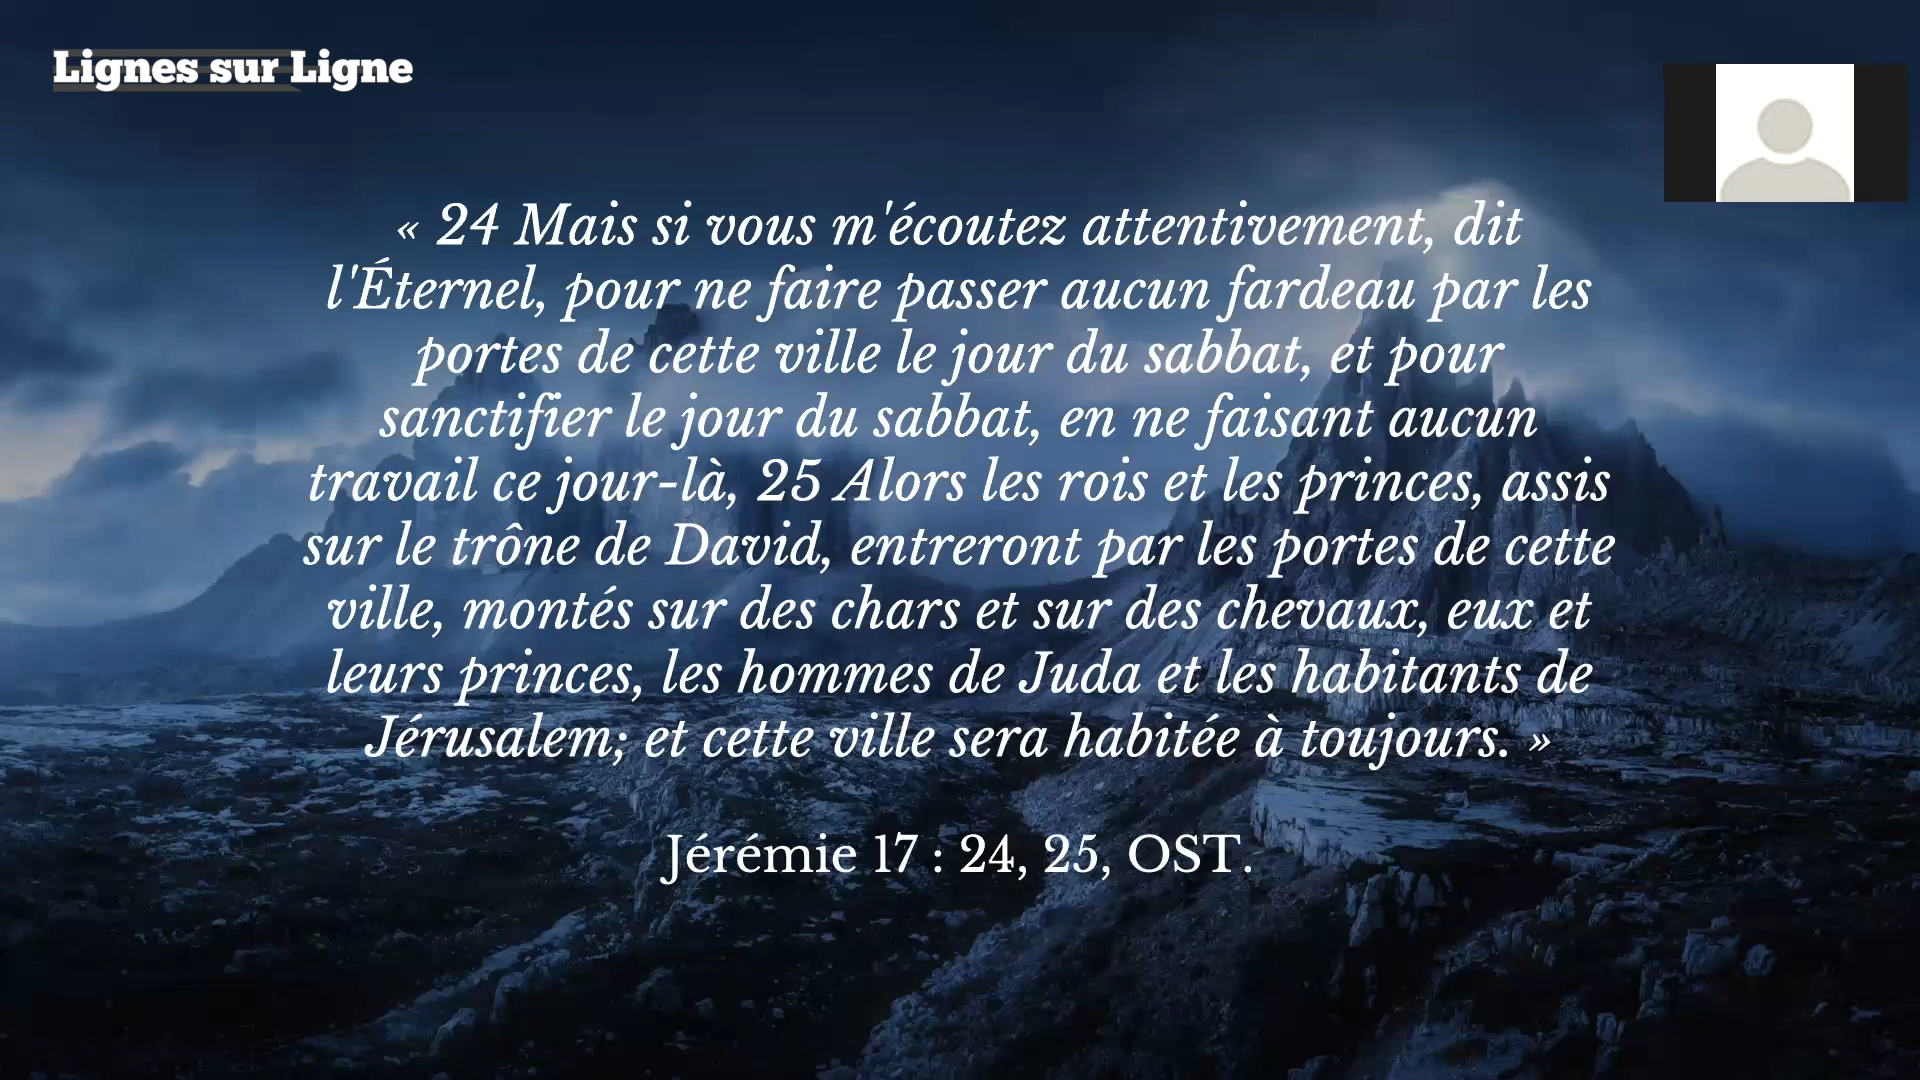 Lignes sur Ligne
« 24 Mais si vous m'écoutez attentivement, dit
l'Éternel, pour ne faire passer aucun fardeau par les
portes de cette ville le jour du sabbat, et pour
sanctifier le jour du sabbat, en ne faisant aucun
travail ce jour-là, 25 Alors les rois et les princes, assis
sur le trône de David, entreront par les portes de cette
ville, montés sur des chars et sur des chevaux, eux et
leurs princes, les hommes de Juda et les habitants de
Jérusalem; et cette ville sera habitée à toujours. »
Jérémie 17 : 24, 25, OST.